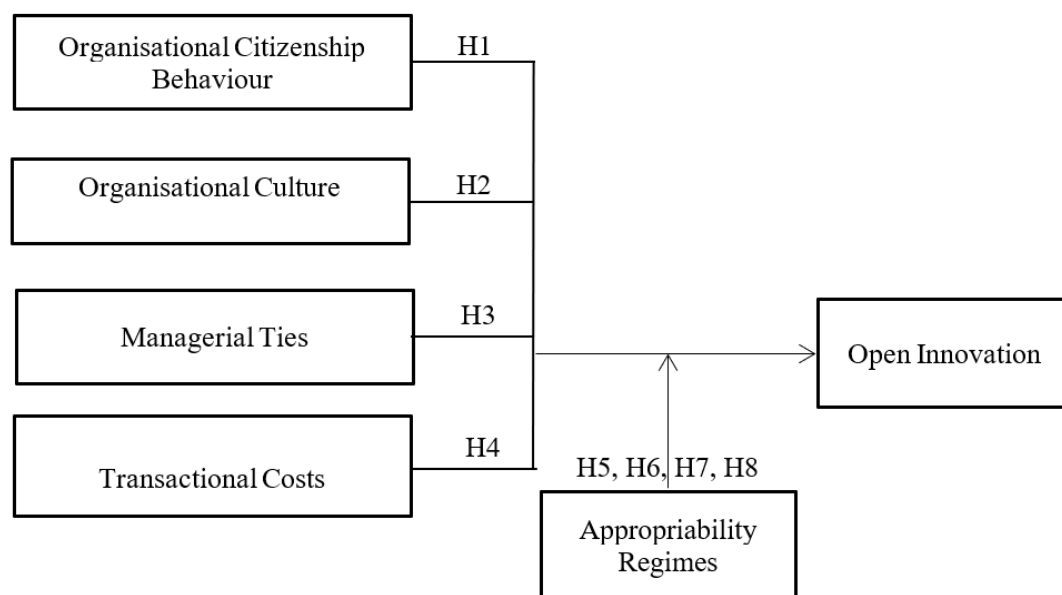 Organisational Citizenship
Behaviour
H1
Organisational Culture
H2
Managerial Ties
H3
Transactional Costs
H4
Open Innovation
H5, H6, H7, H8
Appropriability
Regimes